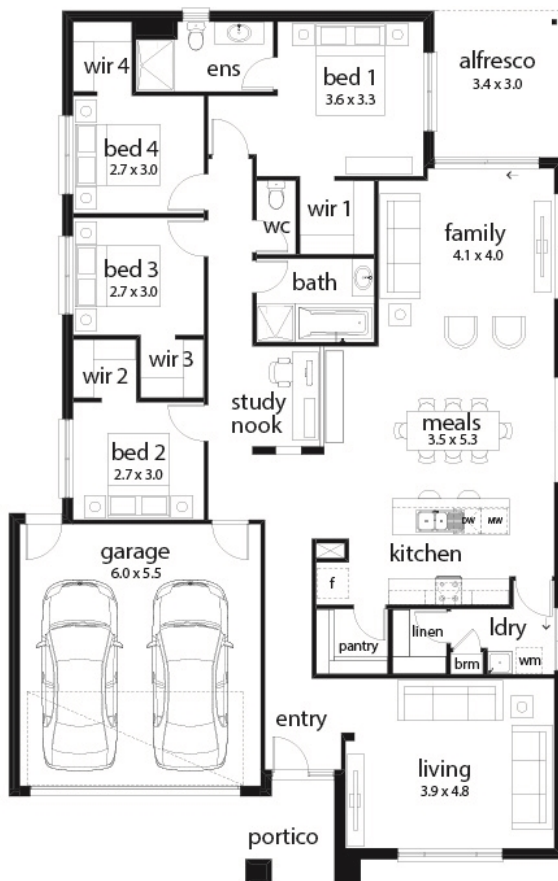 wir 4
ens
bed 1
3.6 x 3.3
alfresco
3.4 x 3.0
bed 4
2.7 x 3.0
wc
wir 1
family
4.1 x 4.0
bed 3
2.7 x 3.0
bath
wir 2
wir 3
study
nook
meals
3.5 x 5.3
bed 2
2.7 x 3.0
DW
MW
garage
6.0 x 5.5
kitchen
f
pantry
linen
ldry
brm
wm
entry
living
3.9 x 4.8
portico